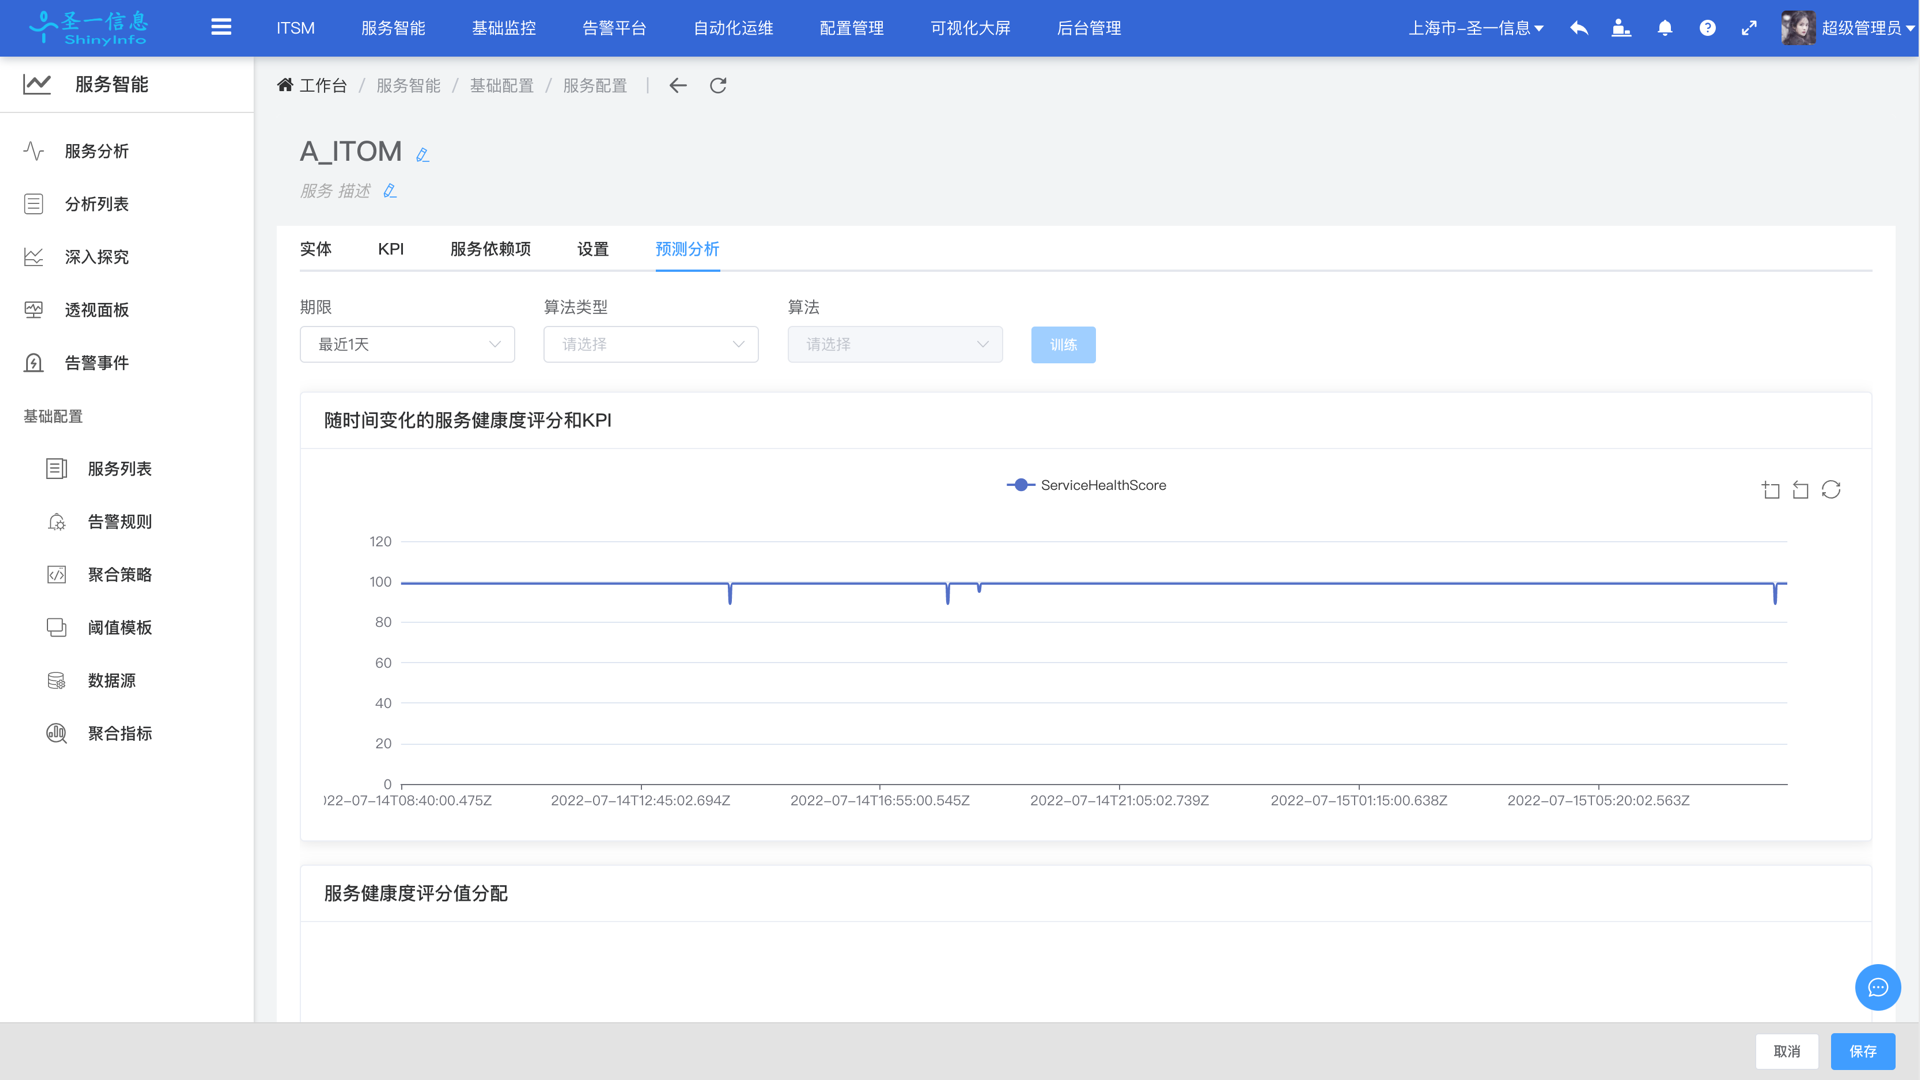 圣一信息
ShinyInfo
ITSM
服务智能
基础监控
告警平台
自动化运维
配置管理
可视化大屏
后台管理
上海市-圣一信息
超级管理员
服务智能
工作台 / 服务智能 / 基础配置 / 服务配置
服务分析
分析列表
深入探究
透视面板
告警事件
基础配置
服务列表
告警规则
聚合策略
阈值模板
数据源
聚合指标
A_ITOM
服务 描述
实体
KPI
服务依赖项
设置
预测分析
期限
算法类型
算法
最近1天
请选择
请选择
训练
随时间变化的服务健康度评分和KPI
ServiceHealthScore
120
100
80
60
40
20
0
022-07-14T08:40:00.475Z
2022-07-14T12:45:02.694Z
2022-07-14T16:55:00.545Z
2022-07-14T21:05:02.739Z
2022-07-15T01:15:00.638Z
2022-07-15T05:20:02.563Z
服务健康度评分值分配
取消
保存